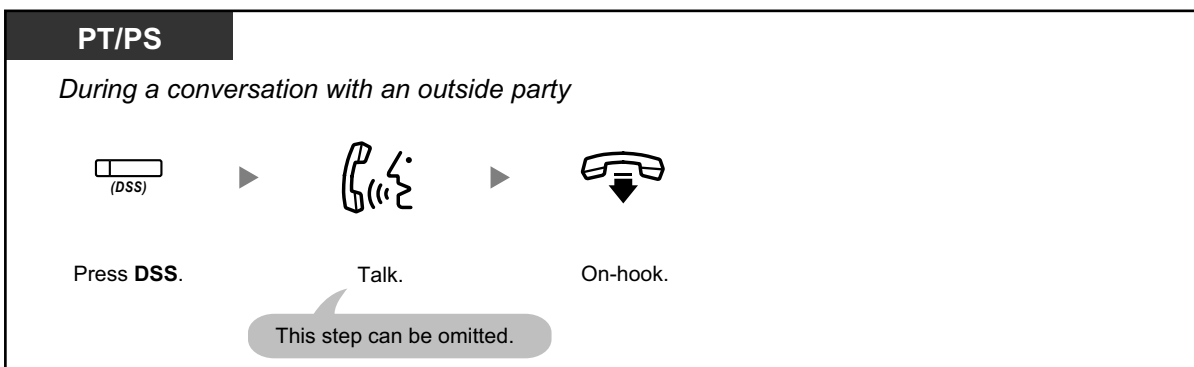 PT/PS
During a conversation with an outside party
(DSS)
Press DSS.
Talk.
On-hook.
This step can be omitted.